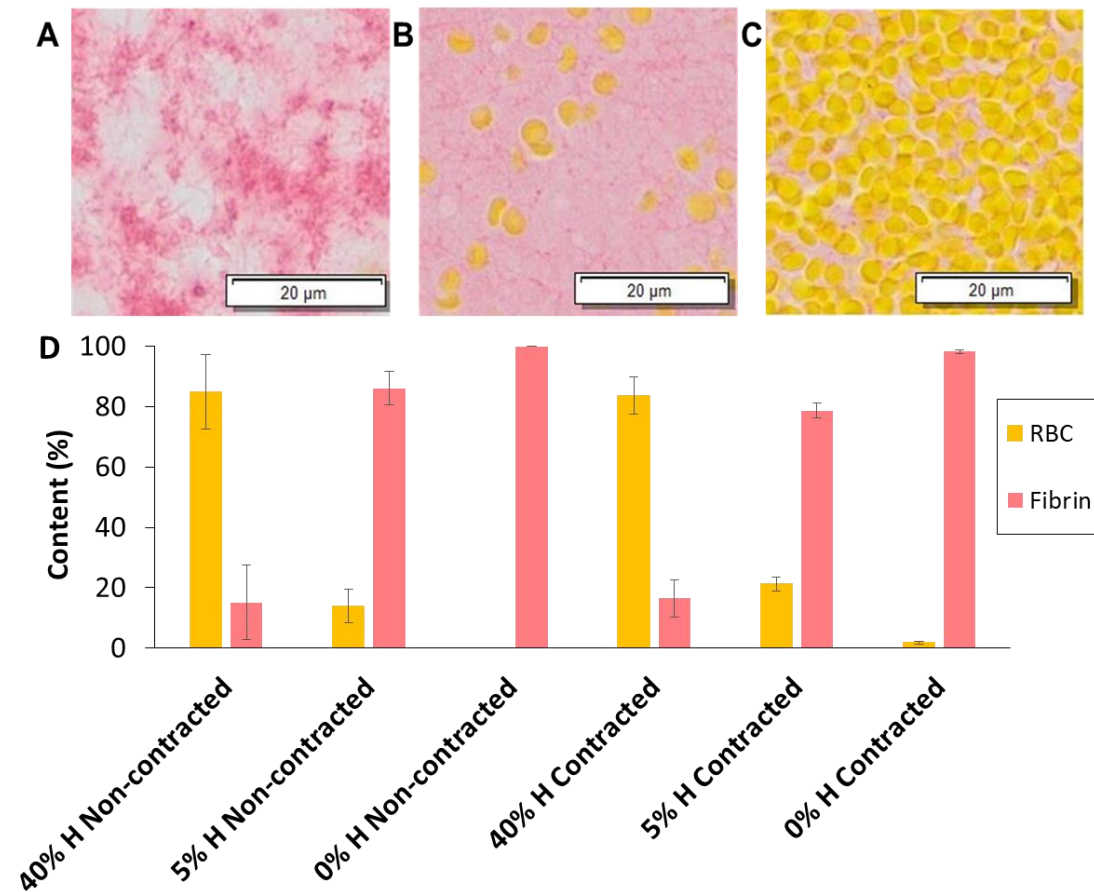 A
B
C
20 µm
20 µm
20 µm
D
Content (%)
100
80
60
40
20
0
RBC
Fibrin
40% H Non-contracted
5% H Non-contracted
0% H Non-contracted
40% H Contracted
5% H Contracted
0% H Contracted